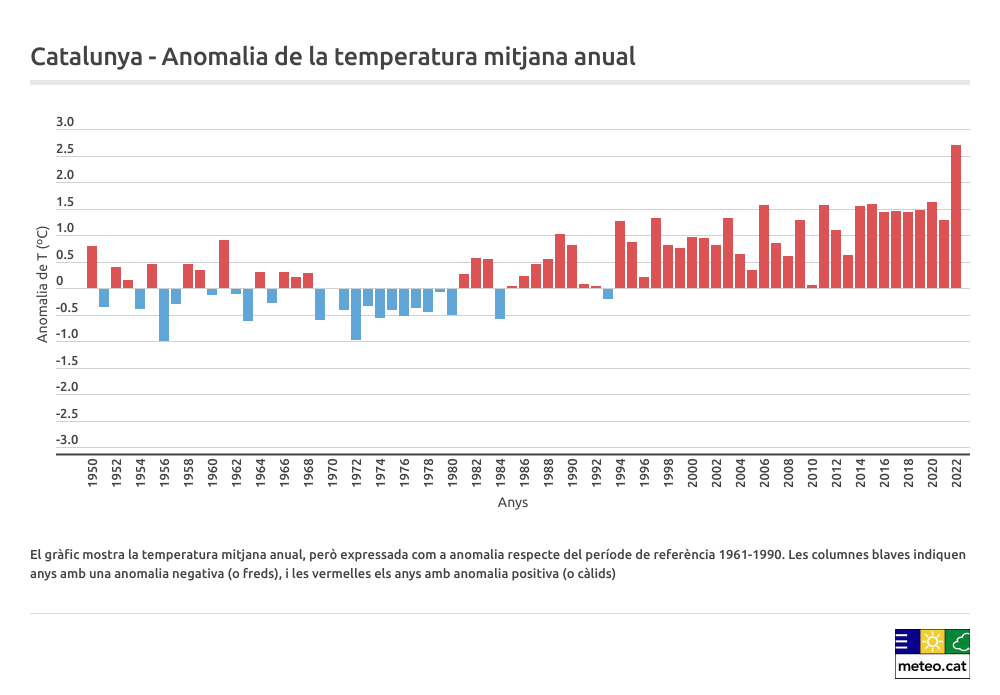 Catalunya - Anomalia de la temperatura mitjana anual
3.0
2.5
2.0
1.5
1.0
0.5
0
-0.5
-1.0
-1.5
-2.0
-2.5
-3.0
Anomalia de T (ºC)
1950 1952 1954 1956 1958 1960 1962 1964 1966 1968 1970 1972 1974 1976 1978 1980 1982 1984 1986 1988 1990 1992 1994 1996 1998 2000 2002 2004 2006 2008 2010 2012 2014 2016 2018 2020 2022
Anys
El gràfic mostra la temperatura mitjana anual, però expressada com a anomalia respecte del període de referència 1961-1990. Les columnes blaves indiquen
anys amb una anomalia negativa (o freds), i les vermelles els anys amb anomalia positiva (o càlids)
meteo.cat